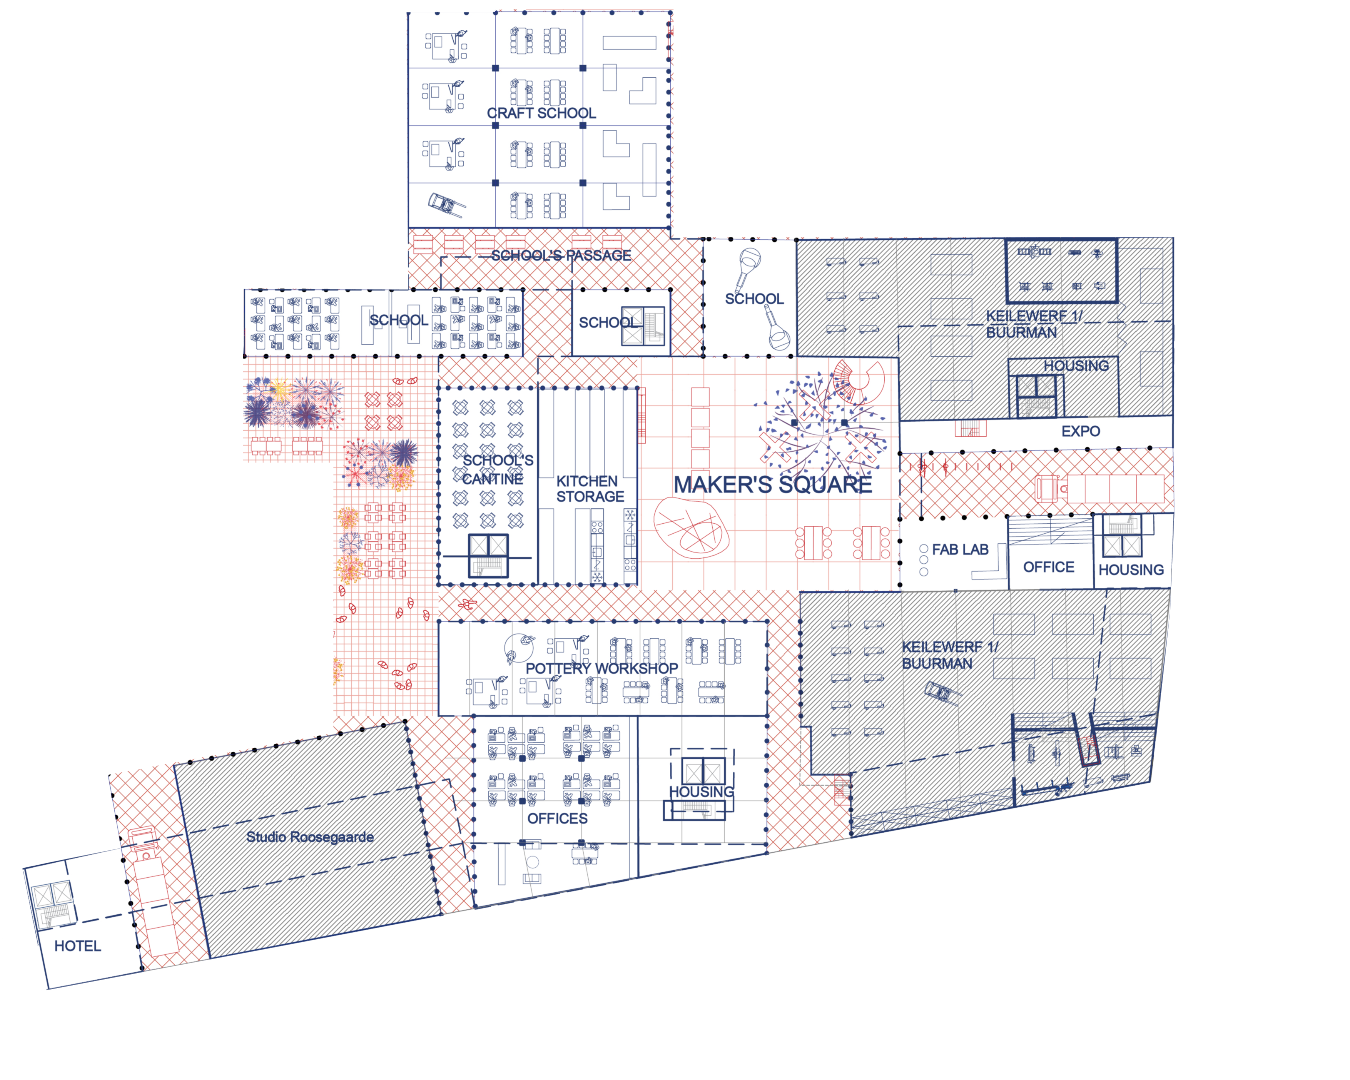 CRAFT SCHOOL
SCHOOL'S PASSAGE
SCHOOL
SCHOOL
SCHOOL
KEILEWERF 1/
BUURMAN
HOUSING
EXPO
SCHOOL'S
CANTINE
KITCHEN
STORAGE
MAKER'S SQUARE
FAB LAB
OFFICE
HOUSING
KEILEWERF 1/
BUURMAN
POTTERY WORKSHOP
HOUSING
OFFICES
Studio Roosegaarde
HOTEL